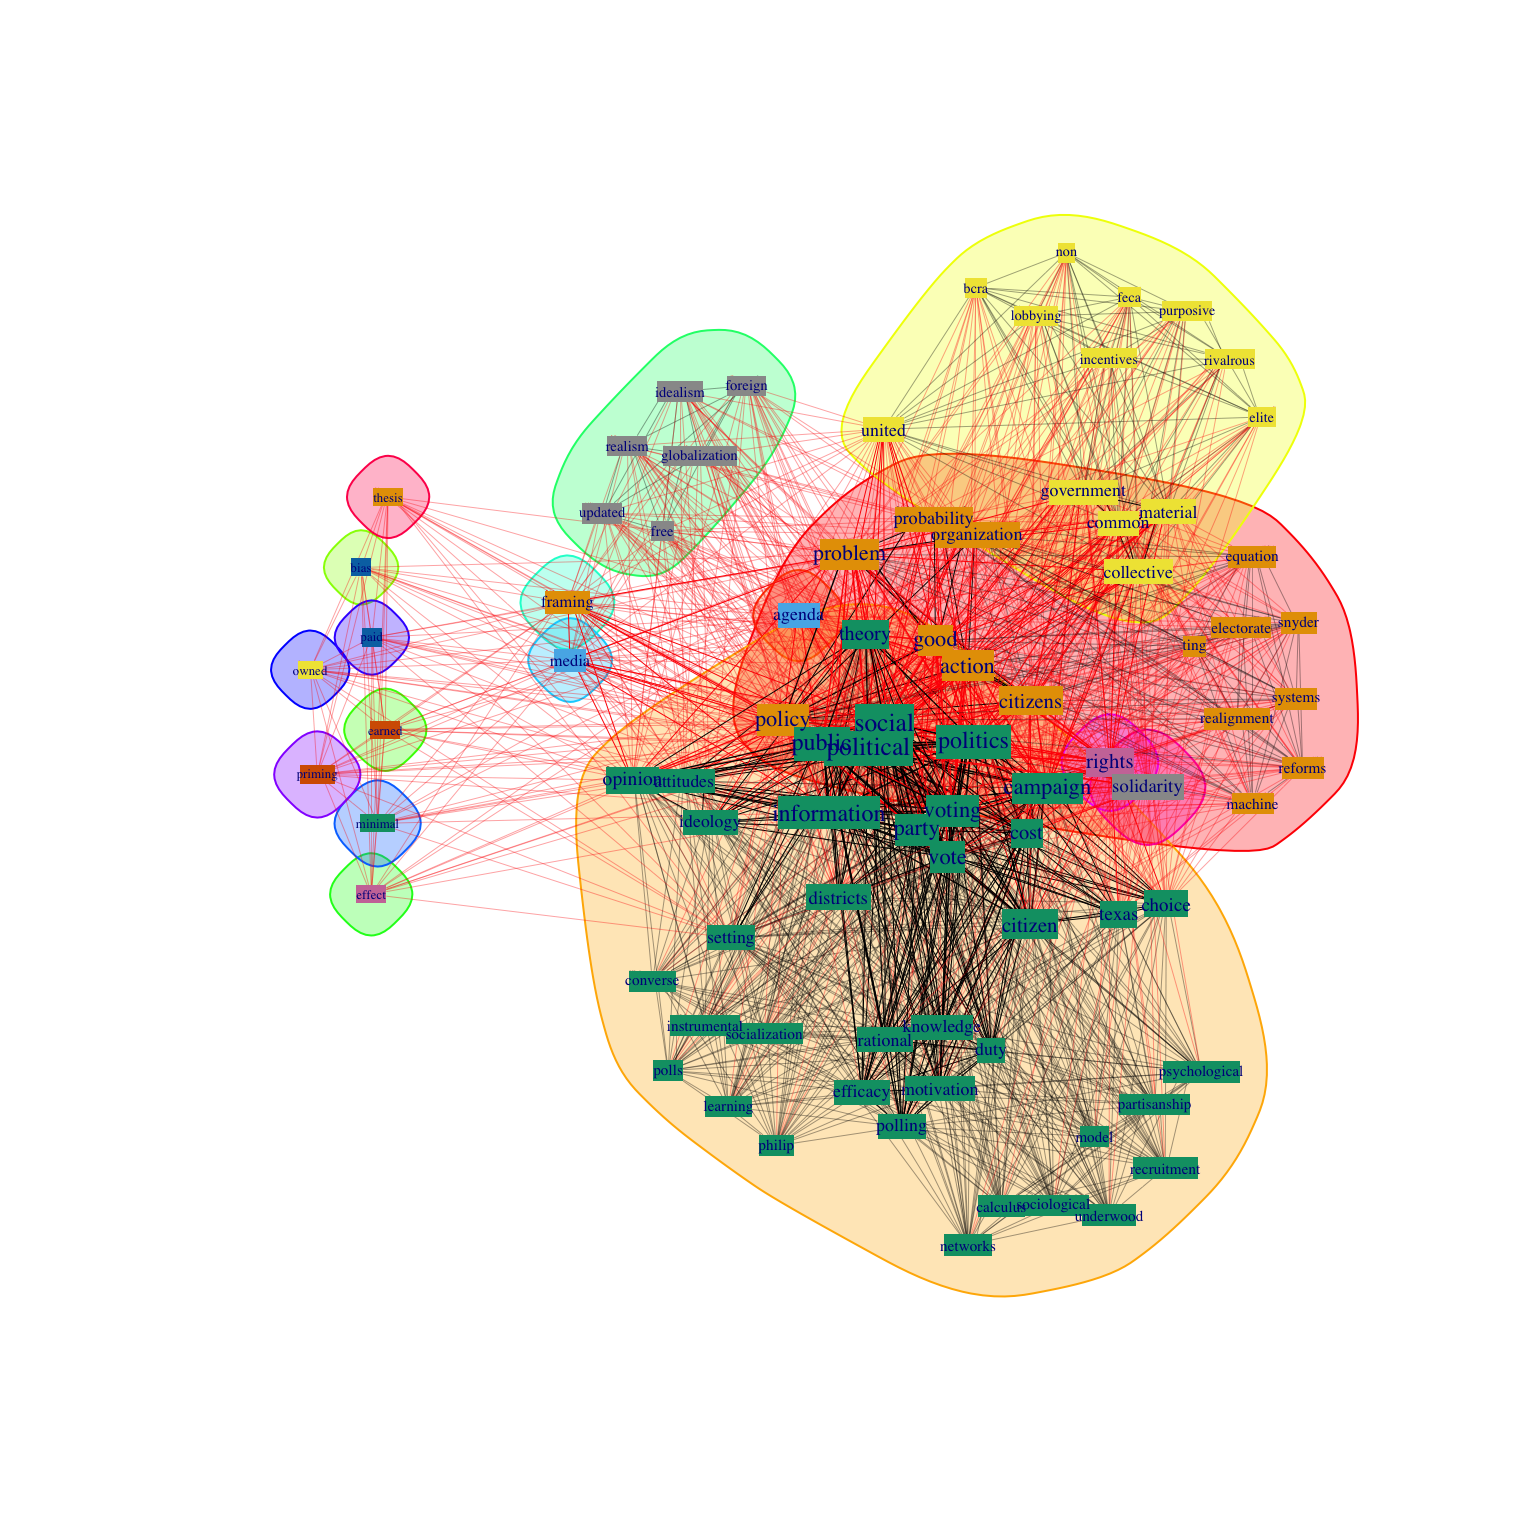 non
bcra
feca
lobbying
purposive
incentives
rivalrous
foreign
idealism
elite
united
realism
globalization
government
thesis
updated
material
probability
common
free
organization
problem
equation
bias
collective
framing
agenda
snyder
electorate
theory
good
paid
ting
media
action
owned
systems
citizens
policy
realignment
social
earned
public
politics
political
rights
reforms
priming
opinion
attitudes
solidarity
campaign
machine
voting
information
ideology
minimal
party
cost
vote
effect
districts
choice
texas
citizen
setting
converse
instrumental
knowledge
socialization
rational
duty
polls
psychological
efficacy
motivation
partisanship
learning
polling
model
philip
recruitment
calculus
sociological
underwood
networks